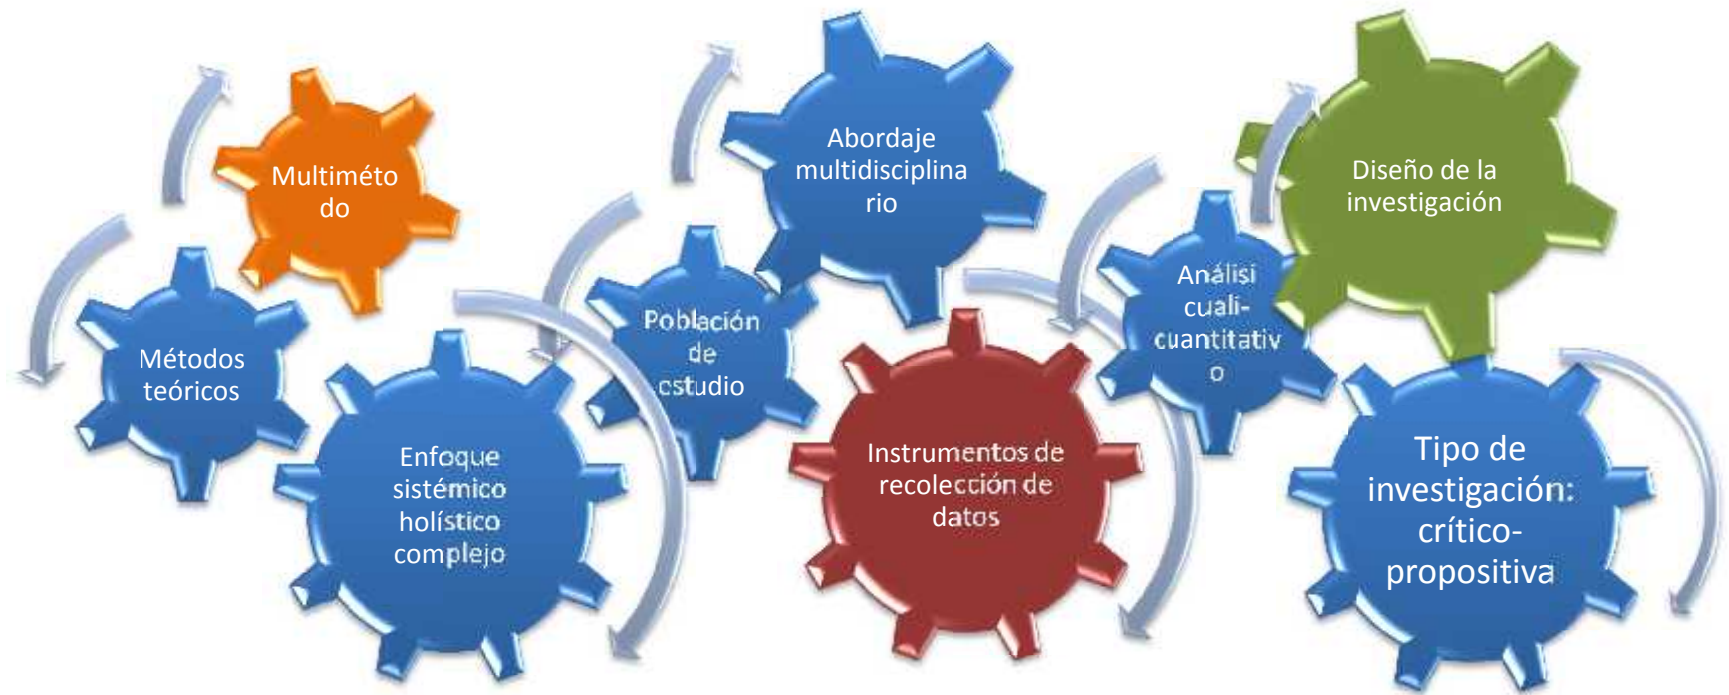 Multiméto
do
Métodos
teóricos
Enfoque
sistémico
holístico
complejo
Población
de
estudio
Abordaje
multidisciplina
rio
Instrumentos de
recolección de
datos
Análisi
cuali-
cuantitativ
o
Diseño de la
investigación
Tipo de
investigación:
crítico-
propositiva